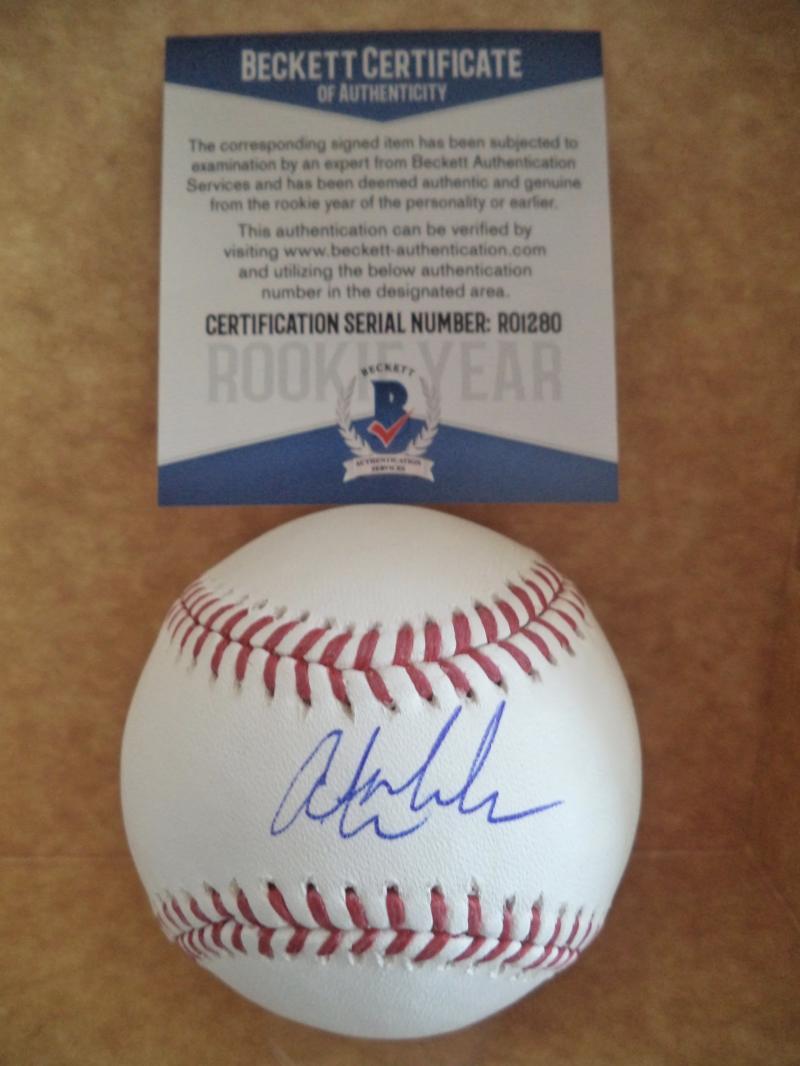 BECKETT CERTIFICATE
OF AUTHENTICITY
The corresponding signed item has been subjected to
examination by an expert from Beckett Authentication
Services and has been deemed authentic and genuine
from the rookie year of the personality or earlier.
This authentication can be verified by
visiting www.beckett-authentication.com
and utilizing the below authentication
number in the designated area.
CERTIFICATION SERIAL NUMBER: R01280
ROOKIE YEAR
BECKETT
B
AUTHENTICATION
SERVICES